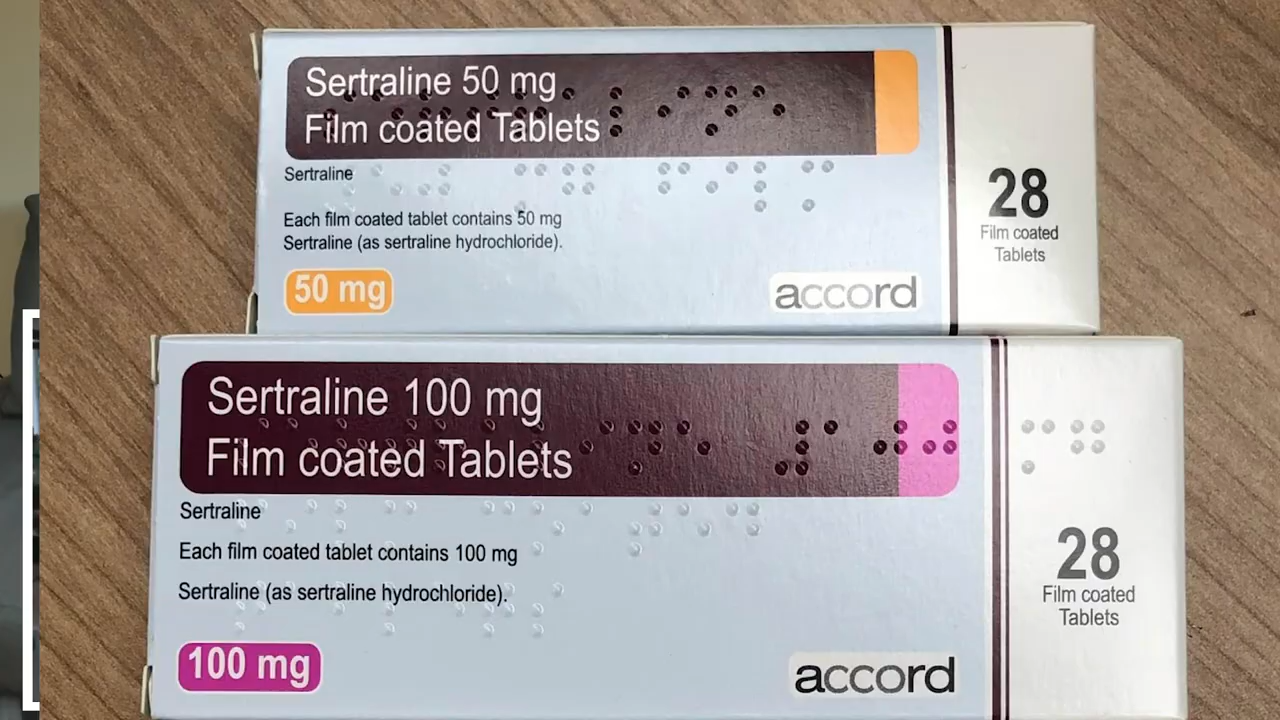 Sertraline 50 mg
Film coated Tablets
Sertraline
Each film coated tablet contains 50 mg
Sertraline (as sertraline hydrochloride).
50 mg
accord
28
Film coated
Tablets
Sertraline 100 mg
Film coated Tablets
Sertraline
Each film coated tablet contains 100 mg
Sertraline (as sertraline hydrochloride).
100 mg
accord
28
Film coated
Tablets